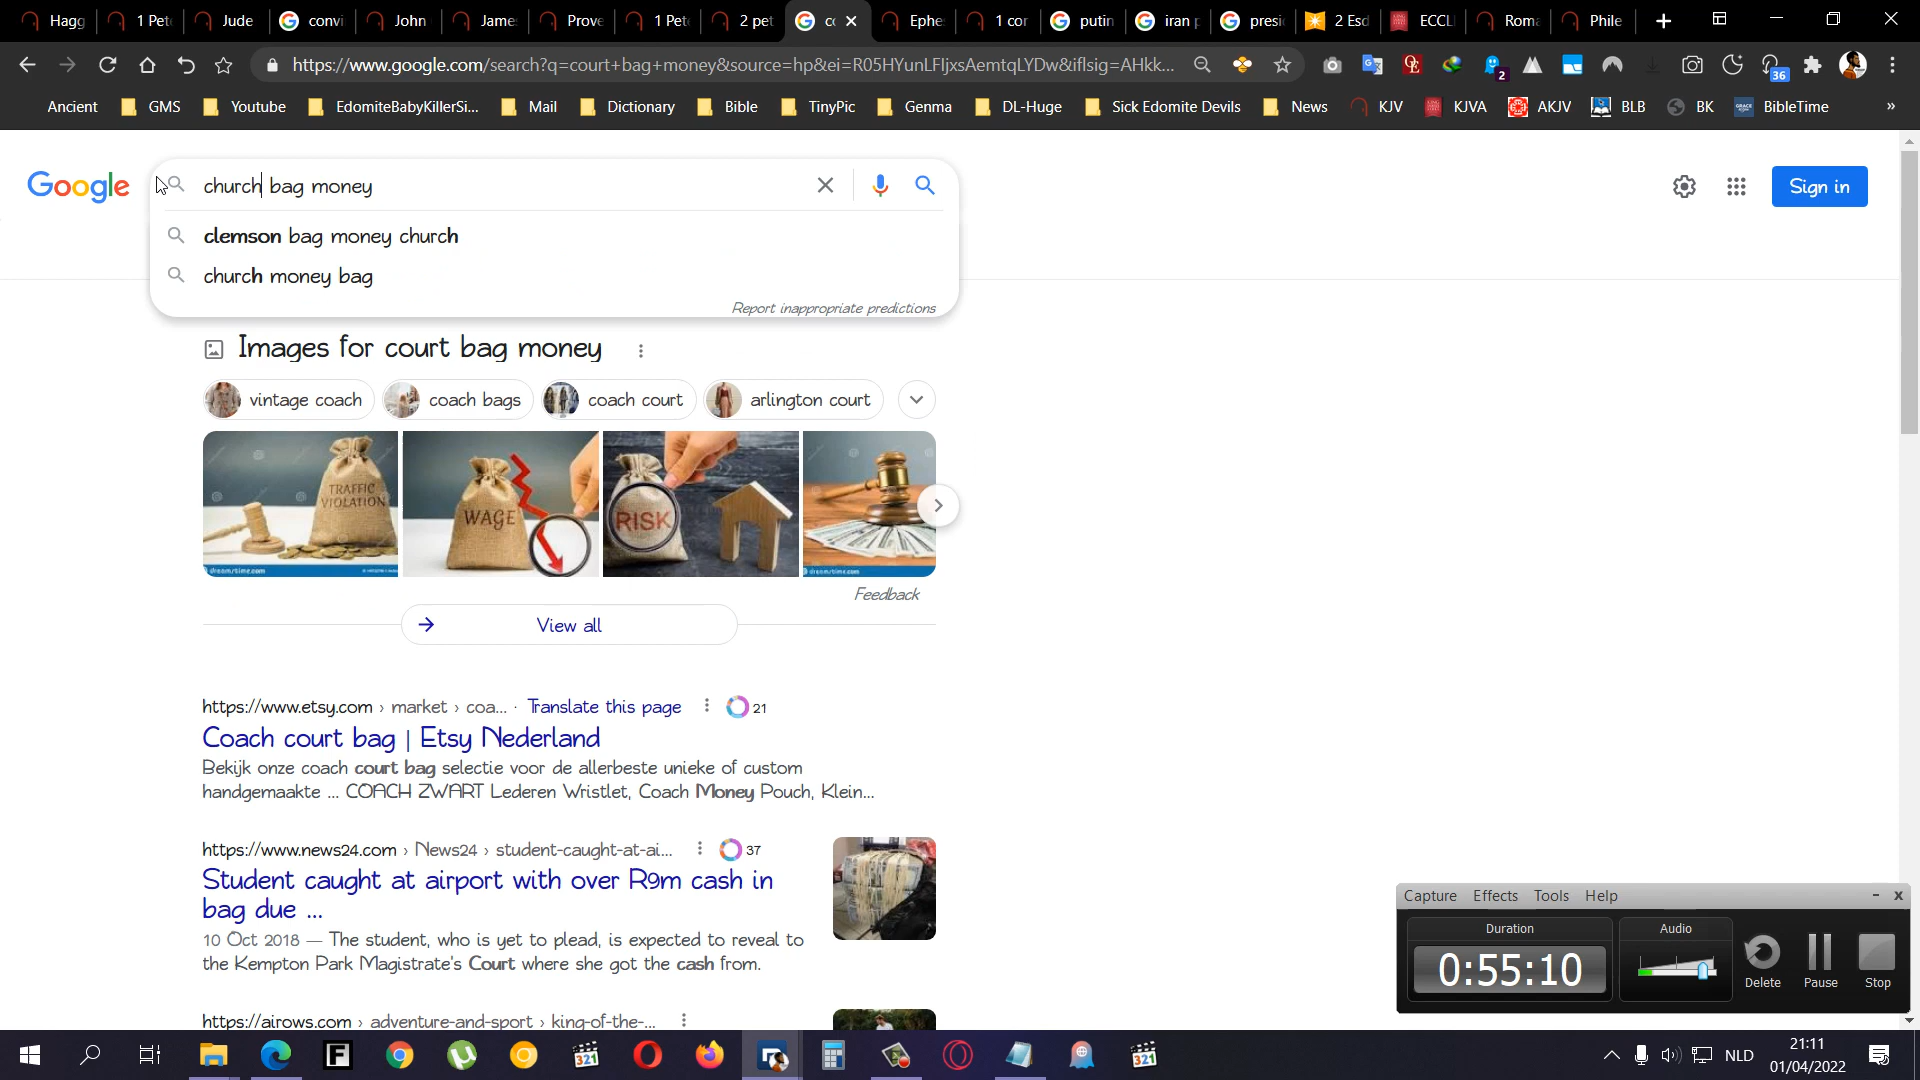 Hagg
1 Pet
Jude
convi
John
Jame
Prove
1 Pet
2 pet
co
Ephe
1 cor
putin
iran p
presi
2 Esd
ECCL
Roma
Phile
https://www.google.com/search?q=court+bag+money&source=hp&ei=R05HYunLFIjxsAemtqLYDw&iflsig=AHkk...
2
36
Ancient
GMS
Youtube
EdomiteBabyKillerSi...
Mail
Dictionary
Bible
TinyPic
Genma
DL-Huge
Sick Edomite Devils
News
KJV
KJVA
AKJV
BLB
BK
BibleTime
»
Google
church bag money
Sign in
clemson bag money church
church money bag
Report inappropriate predictions
Images for court bag money
vintage coach
coach bags
coach court
arlington court
TRAFFIC
VIOLATION
WAGE
RISK
dreamstime.com
dreamstime.com
Feedback
View all
https://www.etsy.com › market › coa... · Translate this page
21
Coach court bag | Etsy Nederland
Bekijk onze coach court bag selectie voor de allerbeste unieke of custom
handgemaakte ... COACH ZWART Lederen Wristlet, Coach Money Pouch, Klein...
https://www.news24.com › News24 › student-caught-at-ai...
37
Student caught at airport with over R9m cash in
bag due ...
10 Oct 2018 — The student, who is yet to plead, is expected to reveal to
the Kempton Park Magistrate's Court where she got the cash from.
https://airows.com › adventure-and-sport › king-of-the-...
Capture Effects Tools Help
Duration
0:55:10
Audio
Delete
Pause
Stop
321
321
NLD
21:11
01/04/2022